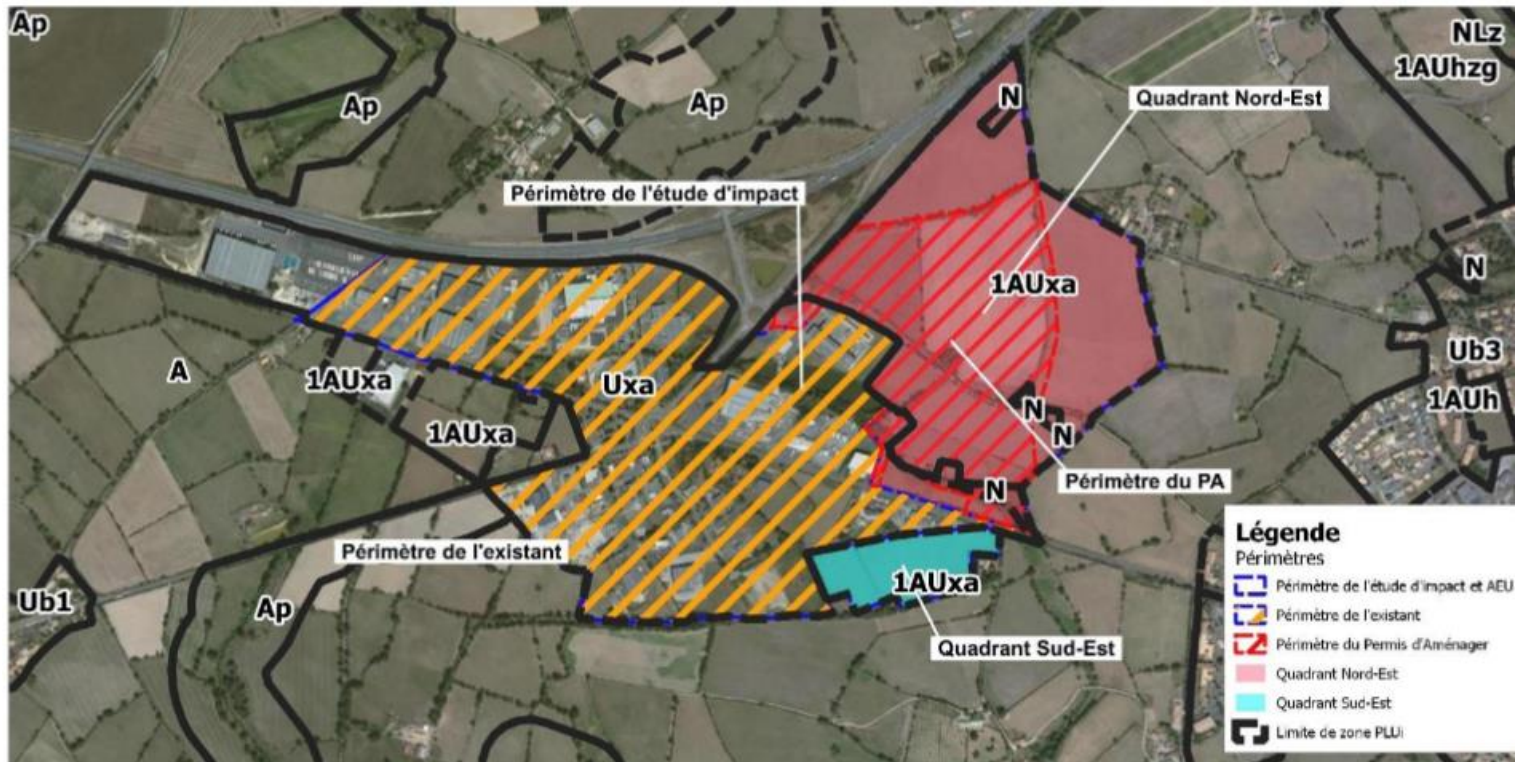 Ap
NLz
1AUhzg
Ap
Ap
N
Quadrant Nord-Est
Périmètre de l'étude d'impact
1AUxa
N
A
1AUxa
Uxa
Ub3
1AUh
1AUxa
N
N
N
Périmètre du PA
Périmètre de l'existant
Ub1
Ap
1AUxa
Quadrant Sud-Est
Légende
Périmètres
Périmètre de l'étude d'impact et AEU
Périmètre de l'existant
Périmètre du Permis d'Aménager
Quadrant Nord-Est
Quadrant Sud-Est
Limite de zone PLUi